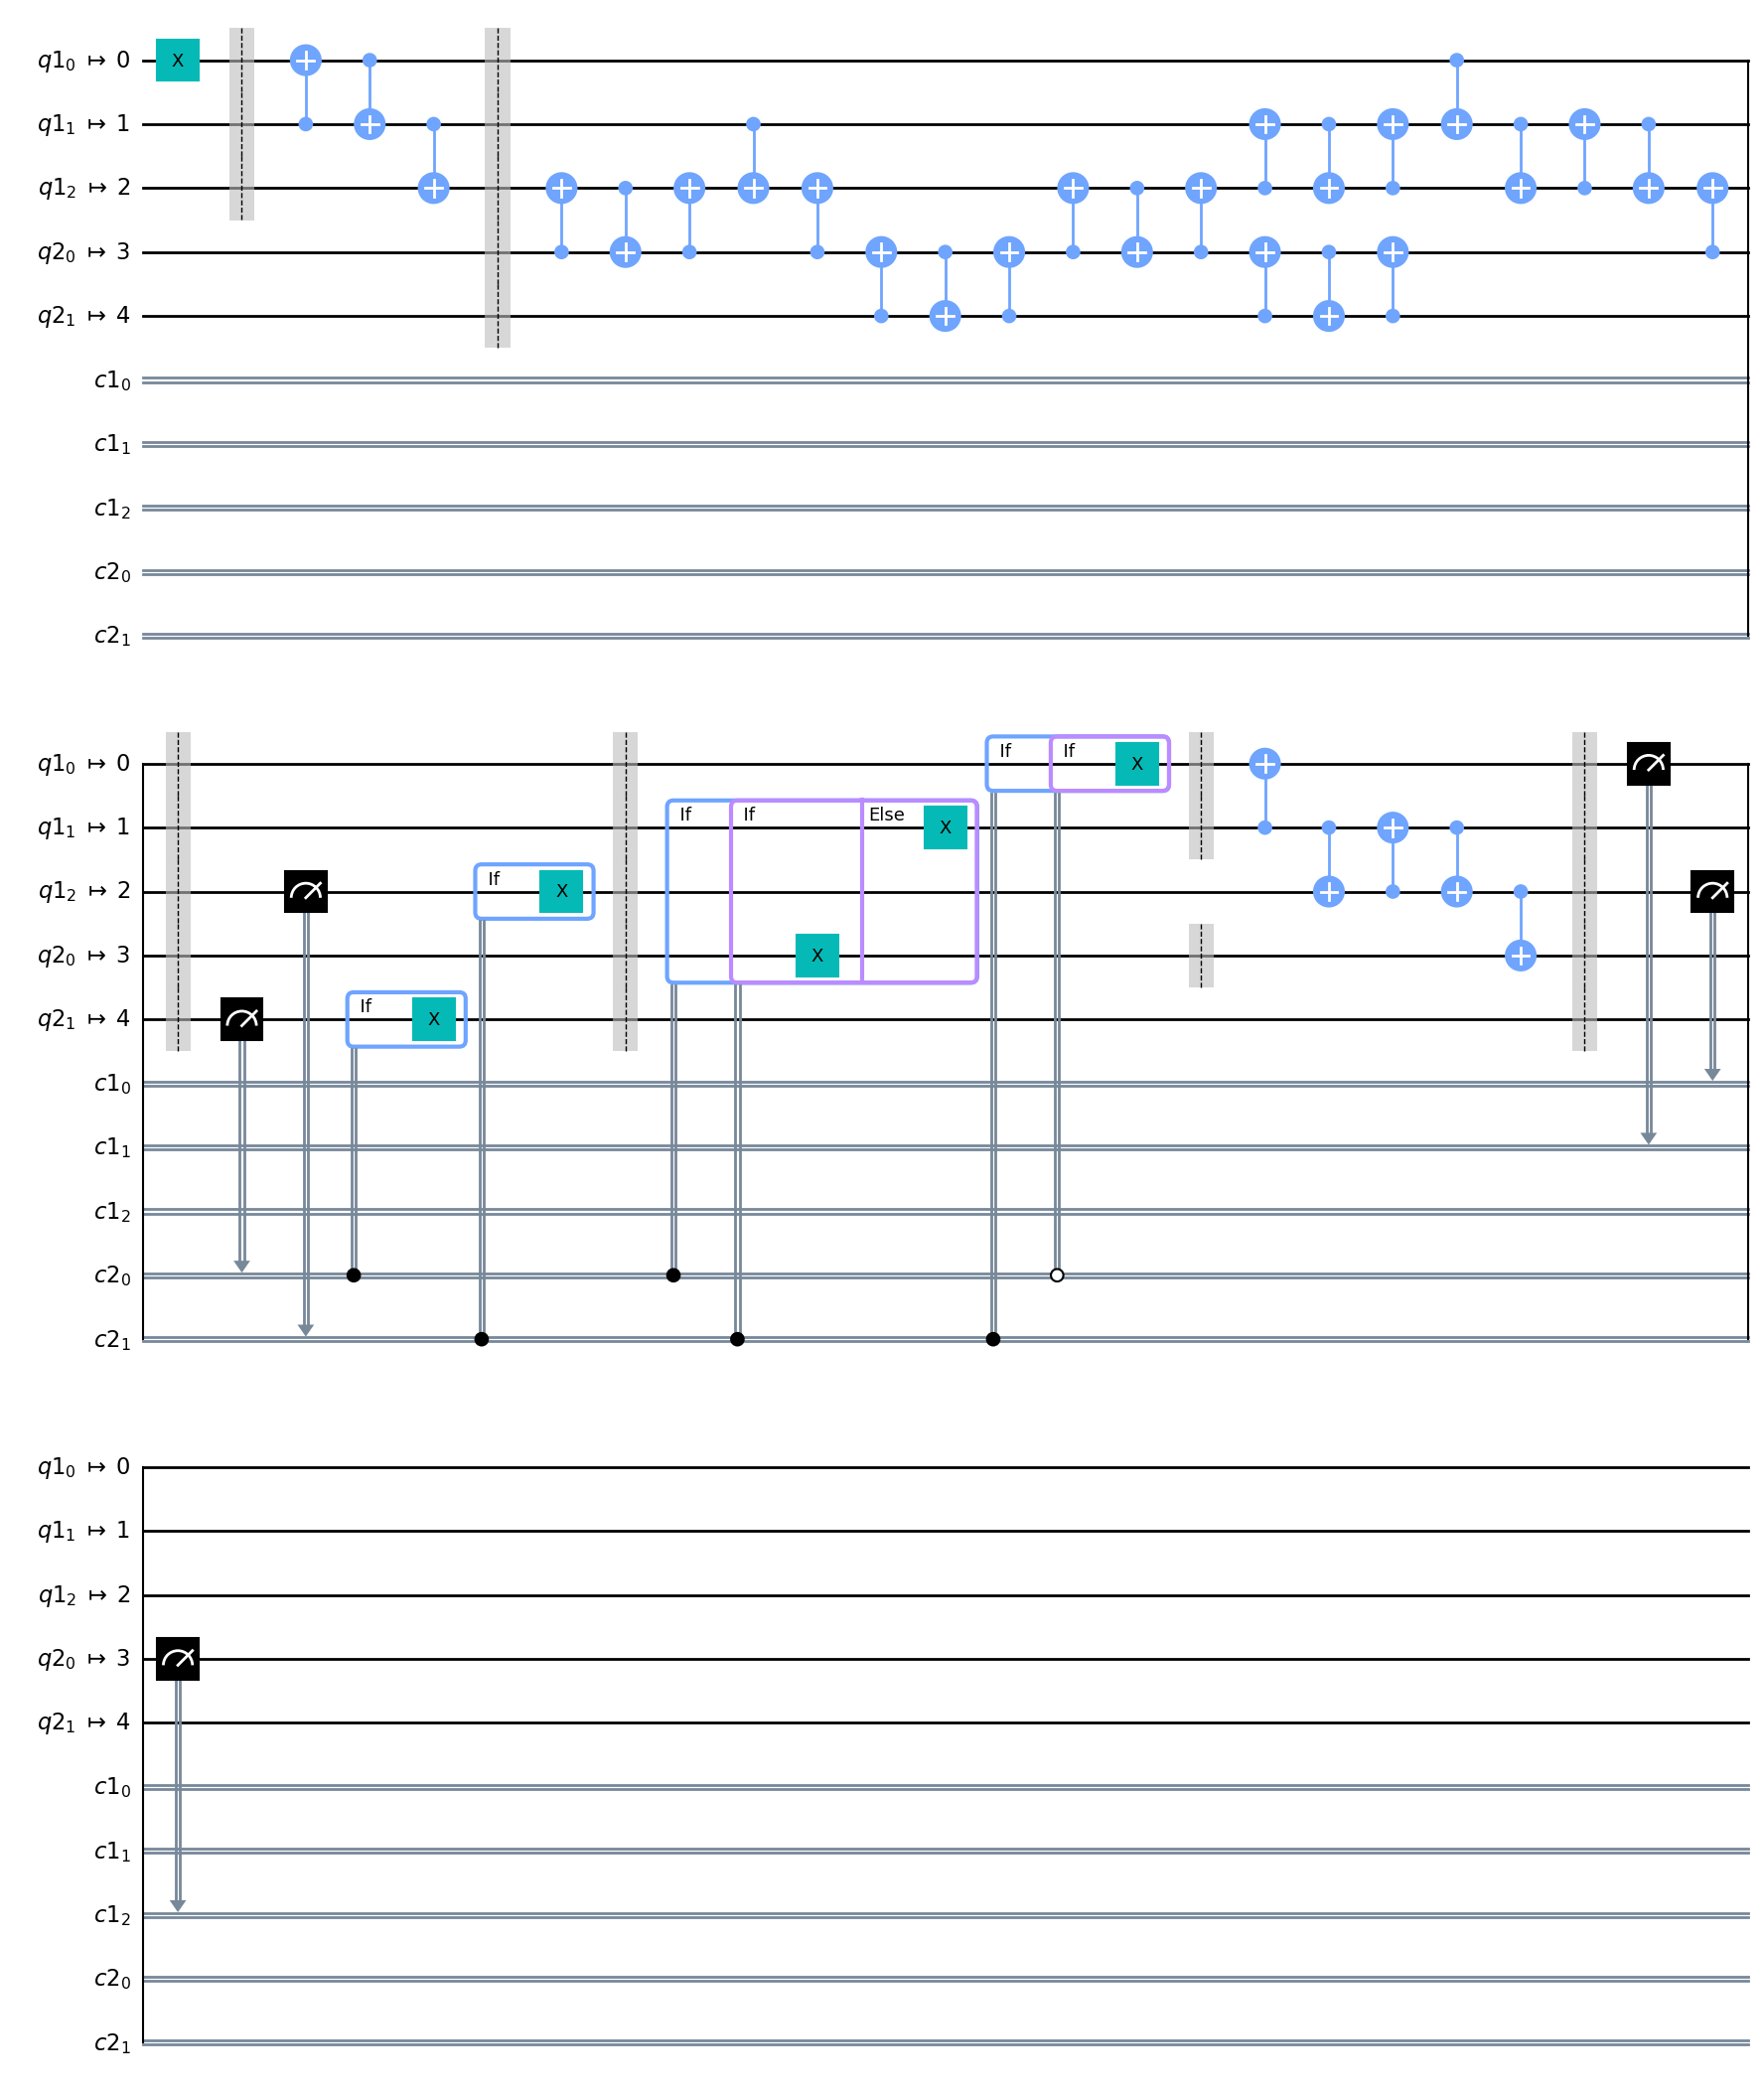 q1₀ ↦ 0 X
q1₁ ↦ 1
q1₂ ↦ 2
q2₀ ↦ 3
q2₁ ↦ 4
c1₀
c1₁
c1₂
c2₀
c2₁
q1₀ ↦ 0 If If X
q1₁ ↦ 1 If If Else X
q1₂ ↦ 2 If X
q2₀ ↦ 3 X
q2₁ ↦ 4 If X
c1₀
c1₁
c1₂
c2₀
c2₁
q1₀ ↦ 0
q1₁ ↦ 1
q1₂ ↦ 2
q2₀ ↦ 3
q2₁ ↦ 4
c1₀
c1₁
c1₂
c2₀
c2₁